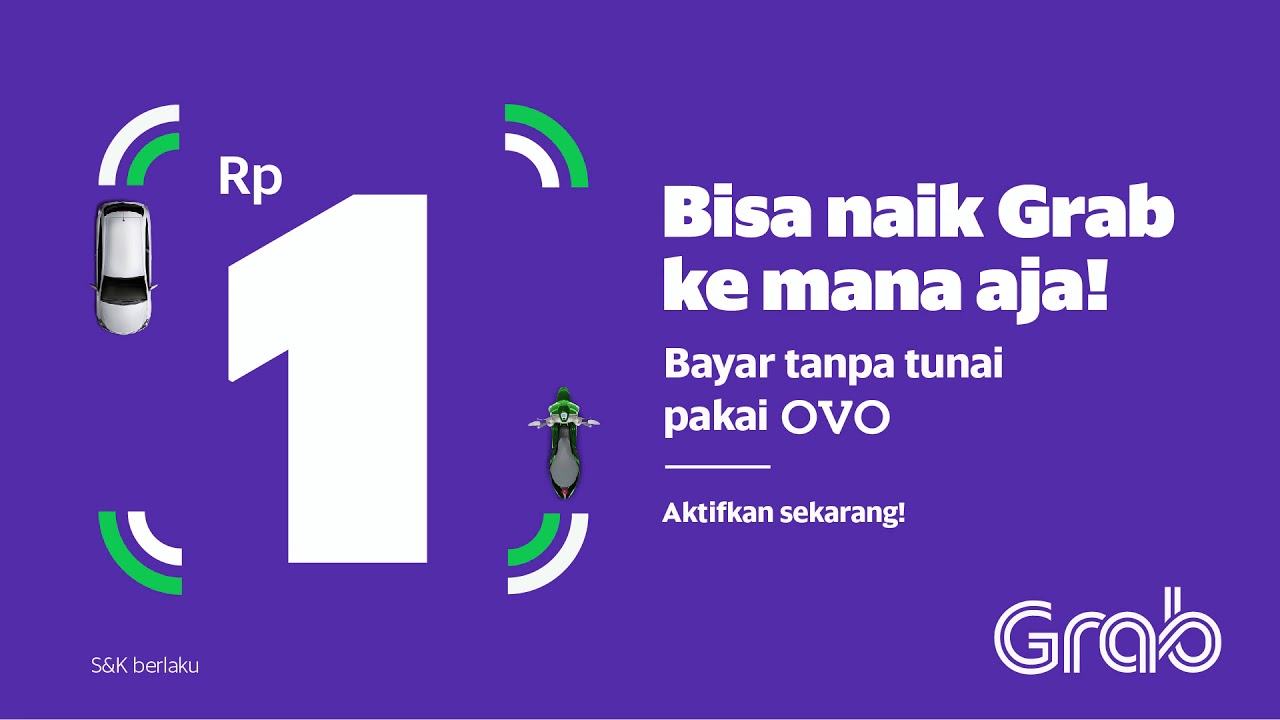 Rp
1
Bisa naik Grab
ke mana aja!
Bayar tanpa tunai
pakai OVO
Aktifkan sekarang!
S&K berlaku
Grab